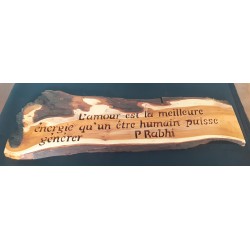 L'amour est la meilleure
énergie qu'un être humain puisse
générer P.Rabhi